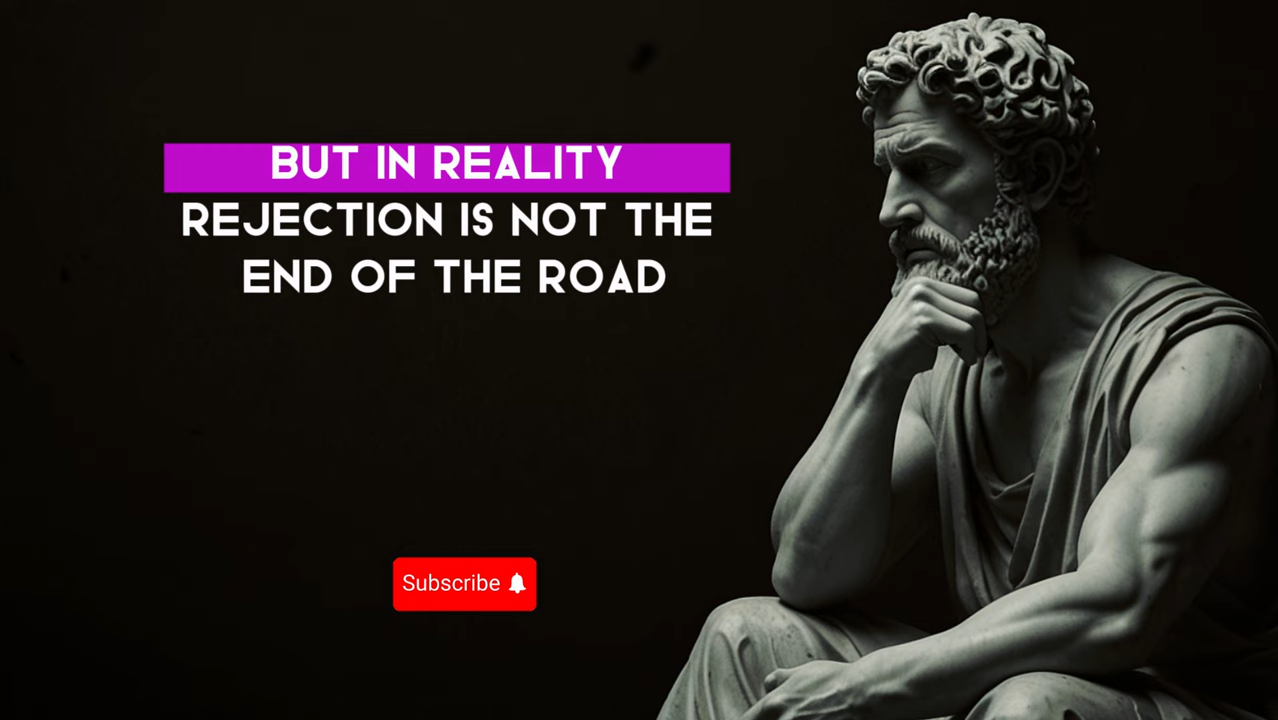 BUT IN REALITY
REJECTION IS NOT THE
END OF THE ROAD
Subscribe